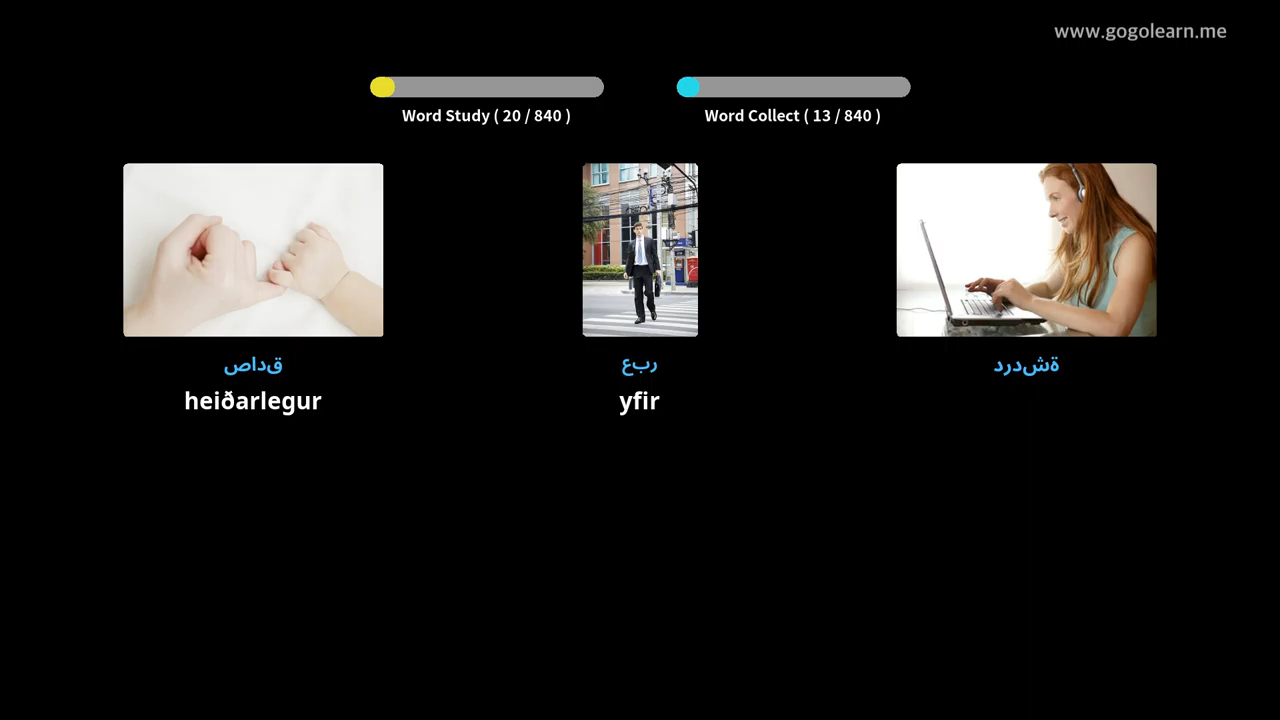 www.gogolearn.me
Word Study ( 20 / 840 )
Word Collect ( 13 / 840 )
قداص
heiðarlegur
ربع
yfir
ةشدرد